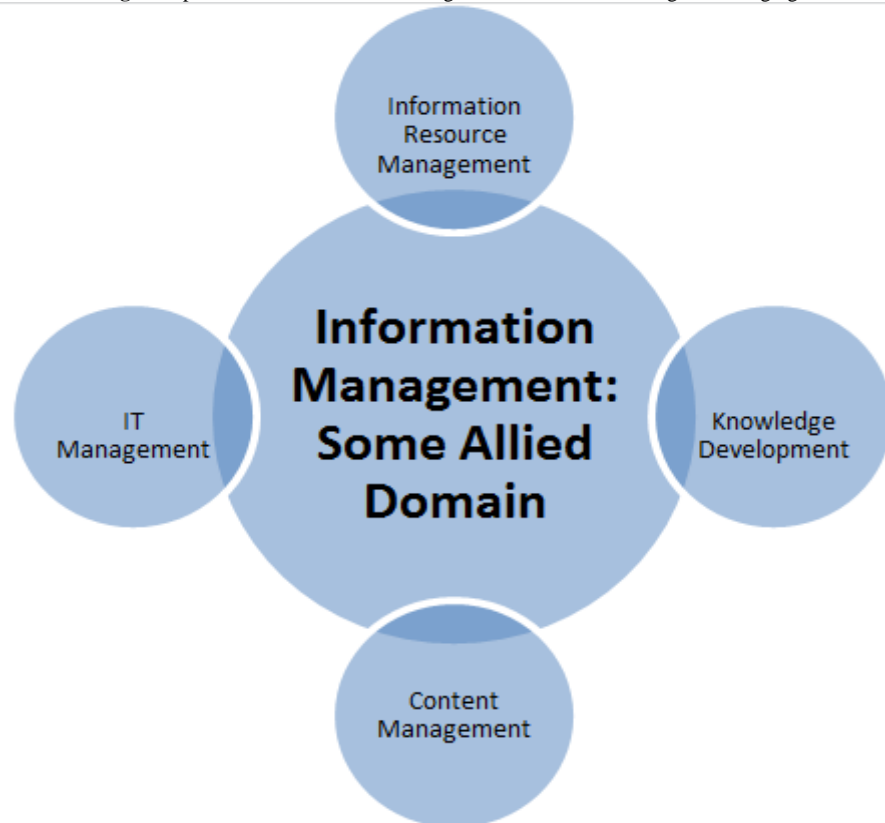 Information
Resource
Management
Information
Management:
Some Allied
Domain
IT
Management
Knowledge
Development
Content
Management